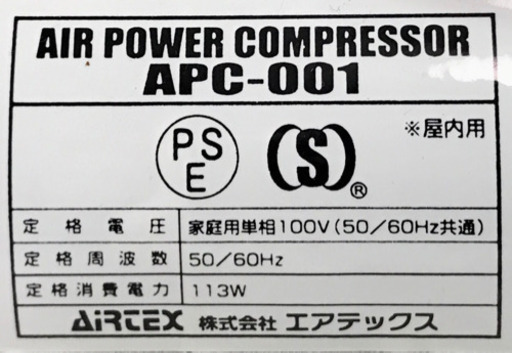 AIR POWER COMPRESSOR
APC-001
PSE (S)® ※屋内用
定格電圧 家庭用単相100V(50/60Hz共通)
定格周波数 50/60Hz
定格消費電力 113W
AIRTEX 株式会社 エアテックス